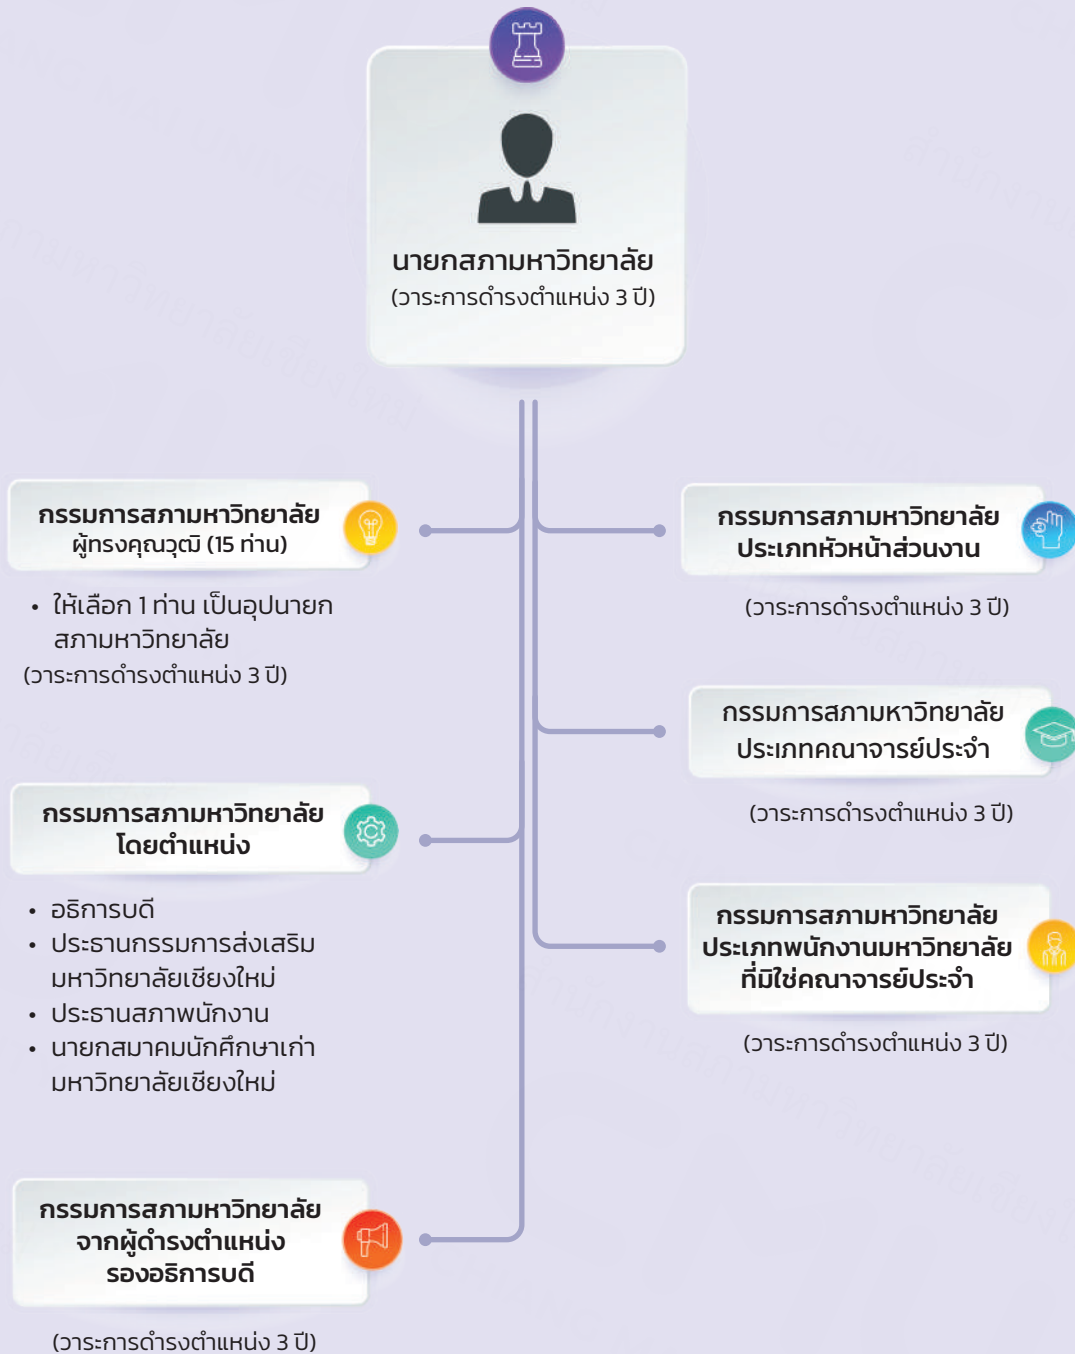 นายกสภามหาวิทยาลัย
(วาระการดำรงตำแหน่ง 3 ปี)
กรรมการสภามหาวิทยาลัย
ผู้ทรงคุณวุฒิ (15 ท่าน)
• ให้เลือก 1 ท่าน เป็นอุปนายก
สภามหาวิทยาลัย
(วาระการดำรงตำแหน่ง 3 ปี)
กรรมการสภามหาวิทยาลัย
โดยตำแหน่ง
• อธิการบดี
• ประธานกรรมการส่งเสริม
มหาวิทยาลัยเชียงใหม่
• ประธานสภาพนักงาน
• นายกสมาคมนักศึกษาเก่า
มหาวิทยาลัยเชียงใหม่
กรรมการสภามหาวิทยาลัย
จากผู้ดำรงตำแหน่ง
รองอธิการบดี
(วาระการดำรงตำแหน่ง 3 ปี)
กรรมการสภามหาวิทยาลัย
ประเภทหัวหน้าส่วนงาน
(วาระการดำรงตำแหน่ง 3 ปี)
กรรมการสภามหาวิทยาลัย
ประเภทคณาจารย์ประจำ
(วาระการดำรงตำแหน่ง 3 ปี)
กรรมการสภามหาวิทยาลัย
ประเภทพนักงานมหาวิทยาลัย
ที่มิใช่คณาจารย์ประจำ
(วาระการดำรงตำแหน่ง 3 ปี)